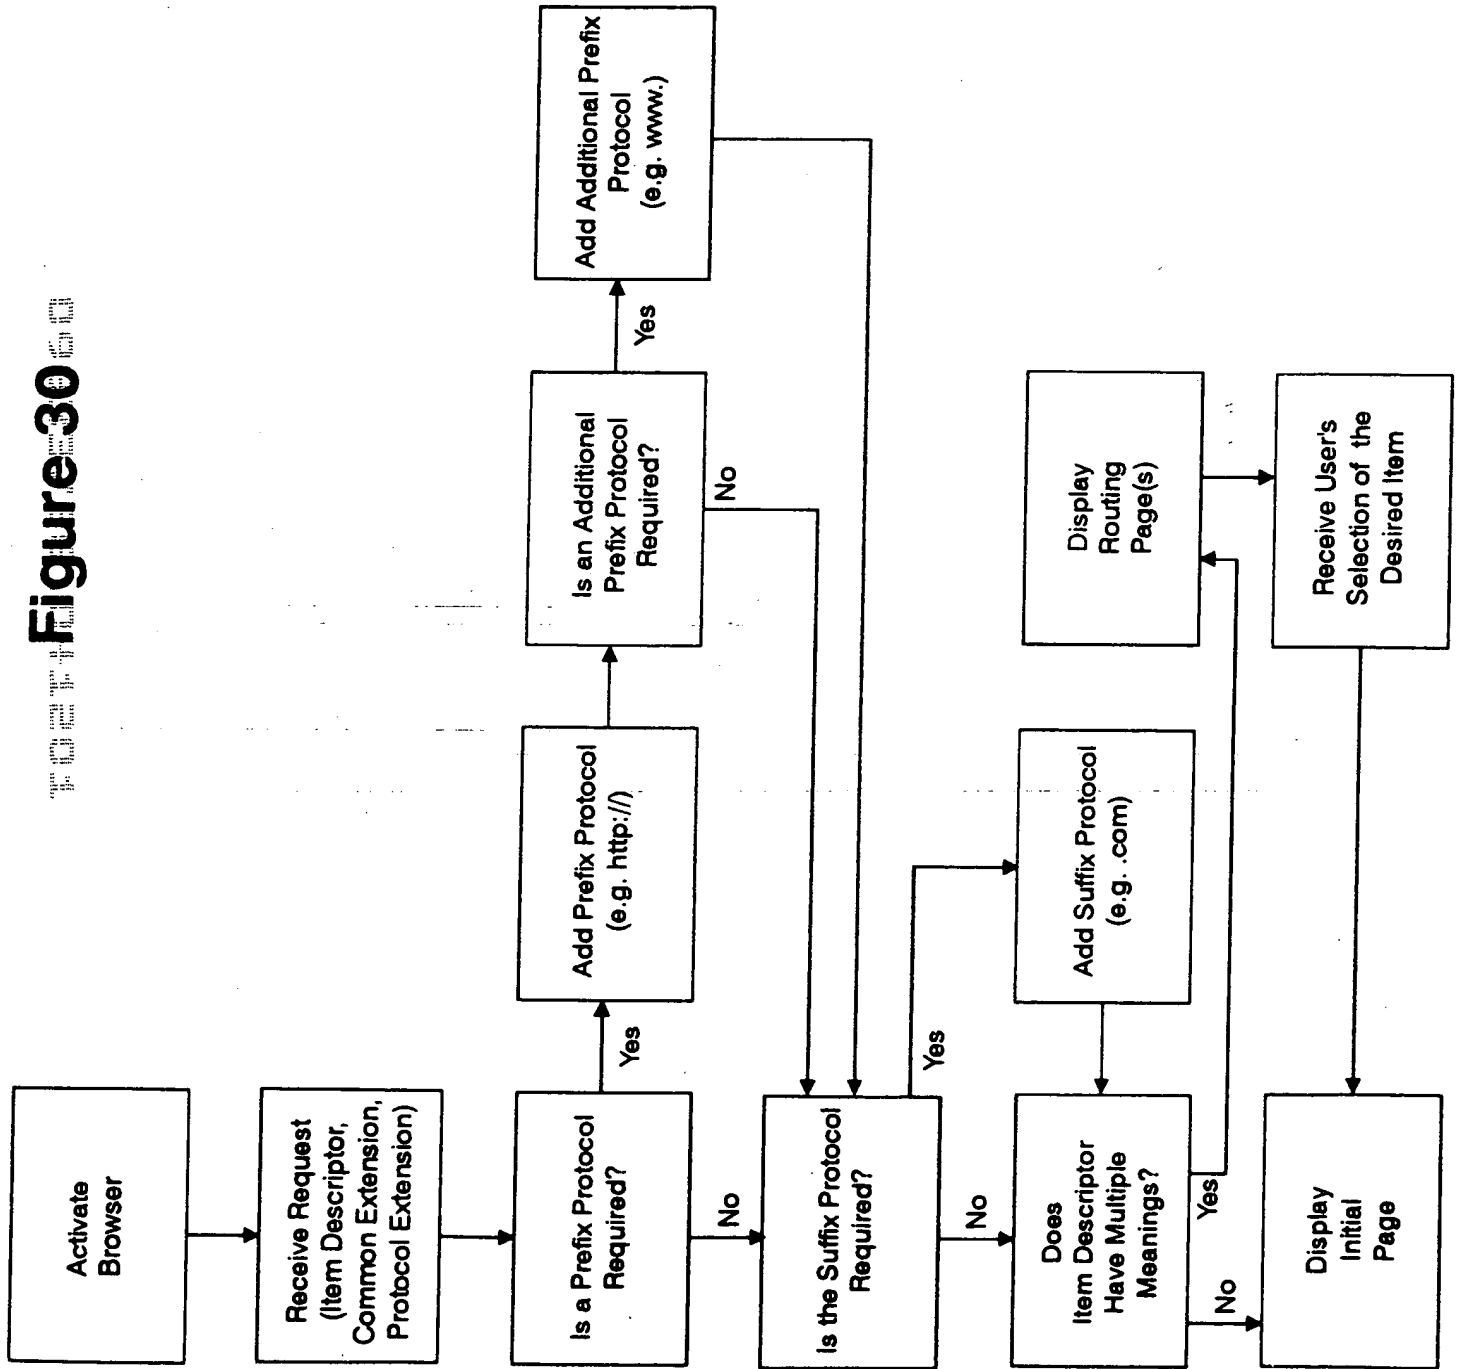 Figure 30
Activate
Browser
Receive Request
(Item Descriptor,
Common Extension,
Protocol Extension)
Is a Prefix Protocol
Required?
Yes
No
Add Prefix Protocol
(e.g. http://)
Is an Additional
Prefix Protocol
Required?
Yes
No
Add Additional Prefix
Protocol
(e.g. www.)
Is the Suffix Protocol
Required?
Yes
No
Add Suffix Protocol
(e.g. .com)
Does
Item Descriptor
Have Multiple
Meanings?
Yes
No
Display
Routing
Page(s)
Receive User's
Selection of the
Desired Item
Display
Initial
Page